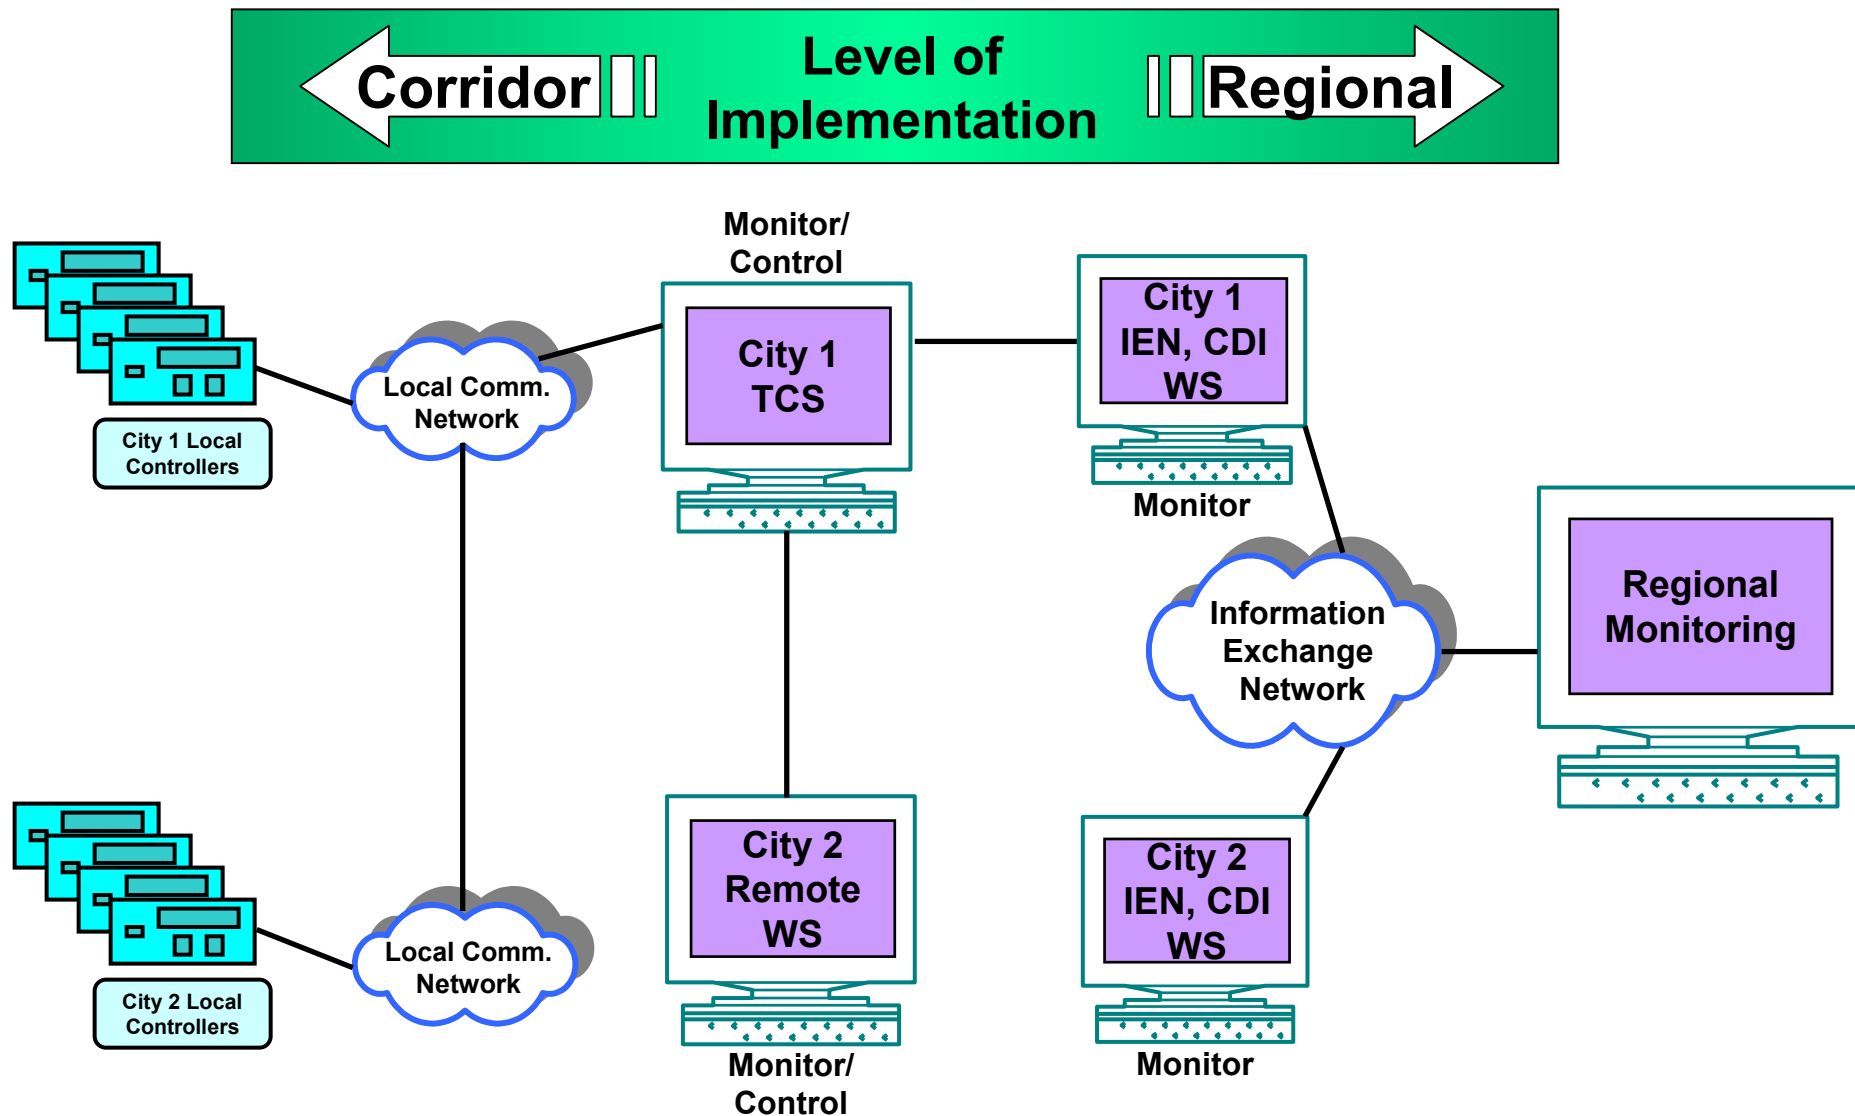 Level of
Implementation
Corridor
Regional
Monitor/
Control
City 1
TCS
City 1
IEN, CDI
WS
Monitor
Local Comm.
Network
City 1 Local
Controllers
Information
Exchange
Network
Regional
Monitoring
City 2
Remote
WS
Monitor/
Control
City 2
IEN, CDI
WS
Monitor
Local Comm.
Network
City 2 Local
Controllers